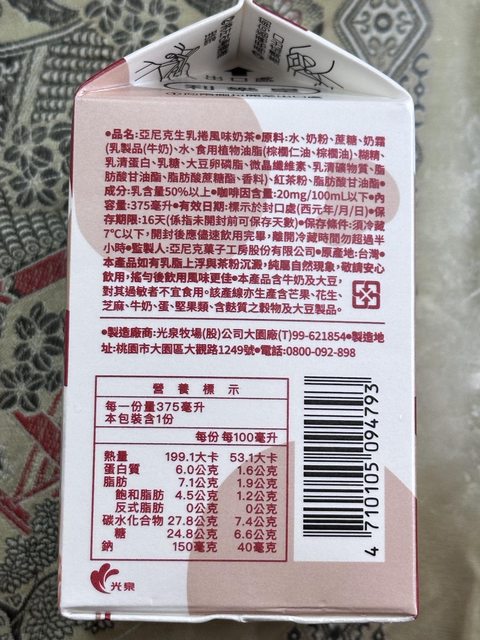 出口處
●品名:亞尼克生乳捲風味奶茶●原料:水、奶粉、蔗糖、奶霜
(乳製品(牛奶)、水、食用植物油脂(棕櫚仁油、棕櫚油)、糊精、
乳清蛋白、乳糖、大豆卵磷脂、微晶纖維素、乳清礦物質、脂
肪酸甘油酯、脂肪酸蔗糖酯、香料)、紅茶粉、脂肪酸甘油酯●
成分:乳含量50%以上●咖啡因含量:20mg/100mL以下●內
容量:375毫升●有效日期:標示於封口處(西元年/月/日)●保
存期限:16天(係指未開封前可保存天數)●保存條件:須冷藏
7℃以下,開封後應儘速飲用完畢,離開冷藏時間勿超過半
小時●監製人:亞尼克菓子工房股份有限公司●原產地:台灣●
本產品如有乳脂上浮與茶粉沉澱,純屬自然現象,敬請安心
飲用,搖勻後飲用風味更佳●本產品含牛奶及大豆,
對其過敏者不宜食用。該產線亦生產含芒果、花生、
芝麻、牛奶、蛋、堅果類、含麩質之穀物及大豆製品。
●製造廠商:光泉牧場(股)公司大園廠(T)99-621854●製造地
址:桃園市大園區大觀路1249號●電話:0800-092-898
營養標示
每一份量375毫升
本包裝含1份
每份 每100毫升
熱量 199.1大卡 53.1大卡
蛋白質 6.0公克 1.6公克
脂肪 7.1公克 1.9公克
飽和脂肪 4.5公克 1.2公克
反式脂肪 0公克 0公克
碳水化合物 27.8公克 7.4公克
糖 24.8公克 6.6公克
鈉 150毫克 40毫克
4 710105 094793
光泉